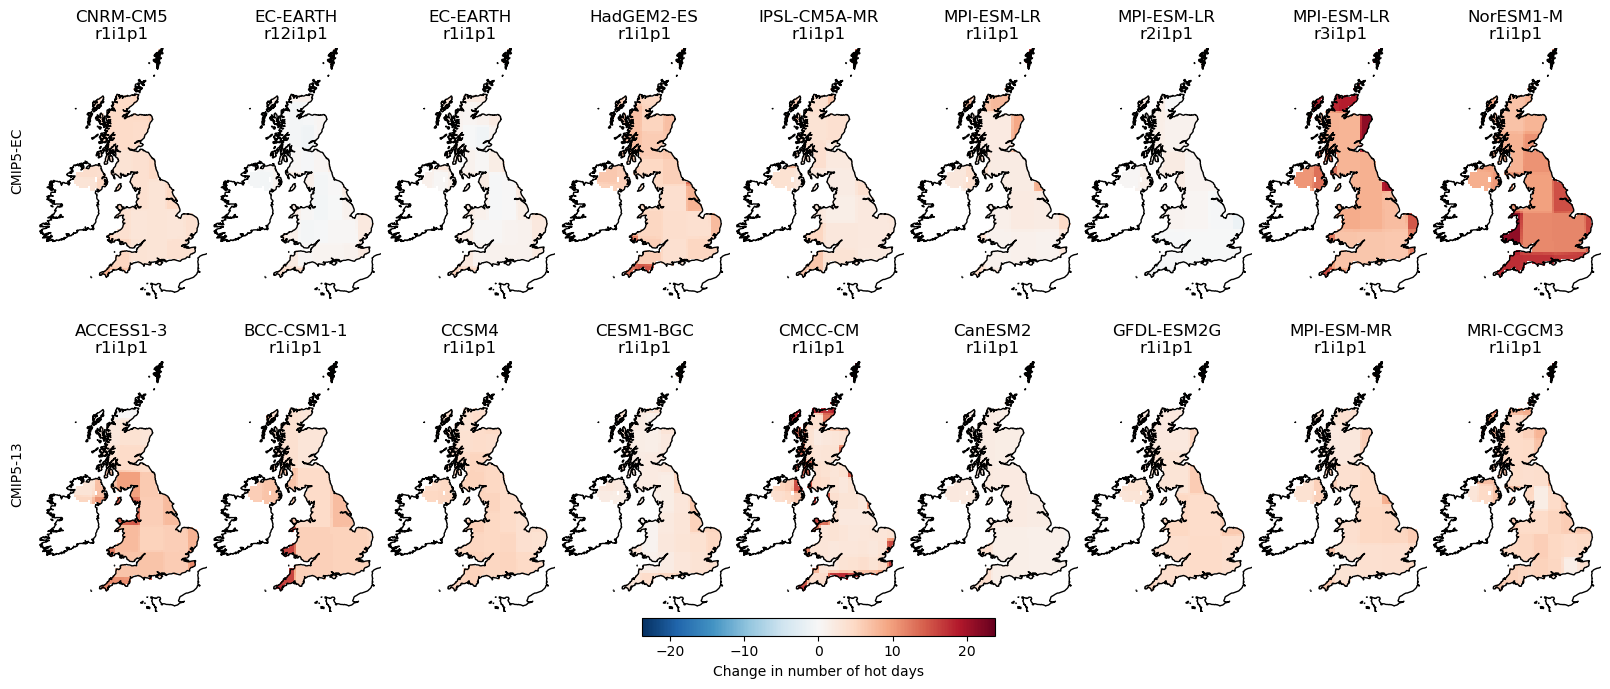 CNRM-CM5 EC-EARTH EC-EARTH HadGEM2-ES IPSL-CM5A-MR MPI-ESM-LR MPI-ESM-LR MPI-ESM-LR NorESM1-M
r1i1p1 r12i1p1 r1i1p1 r1i1p1 r1i1p1 r1i1p1 r2i1p1 r3i1p1 r1i1p1
CMIP5-EC
ACCESS1-3 BCC-CSM1-1 CCSM4 CESM1-BGC CMCC-CM CanESM2 GFDL-ESM2G MPI-ESM-MR MRI-CGCM3
r1i1p1 r1i1p1 r1i1p1 r1i1p1 r1i1p1 r1i1p1 r1i1p1 r1i1p1 r1i1p1
CMIP5-13
−20 −10 0 10 20
Change in number of hot days